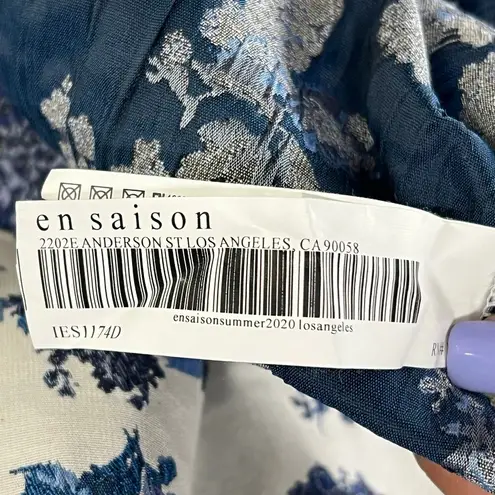 en saison
2202E ANDERSON ST LOS ANGELES, CA 90058
ensaisonsummer2020 losangeles
IES1174D